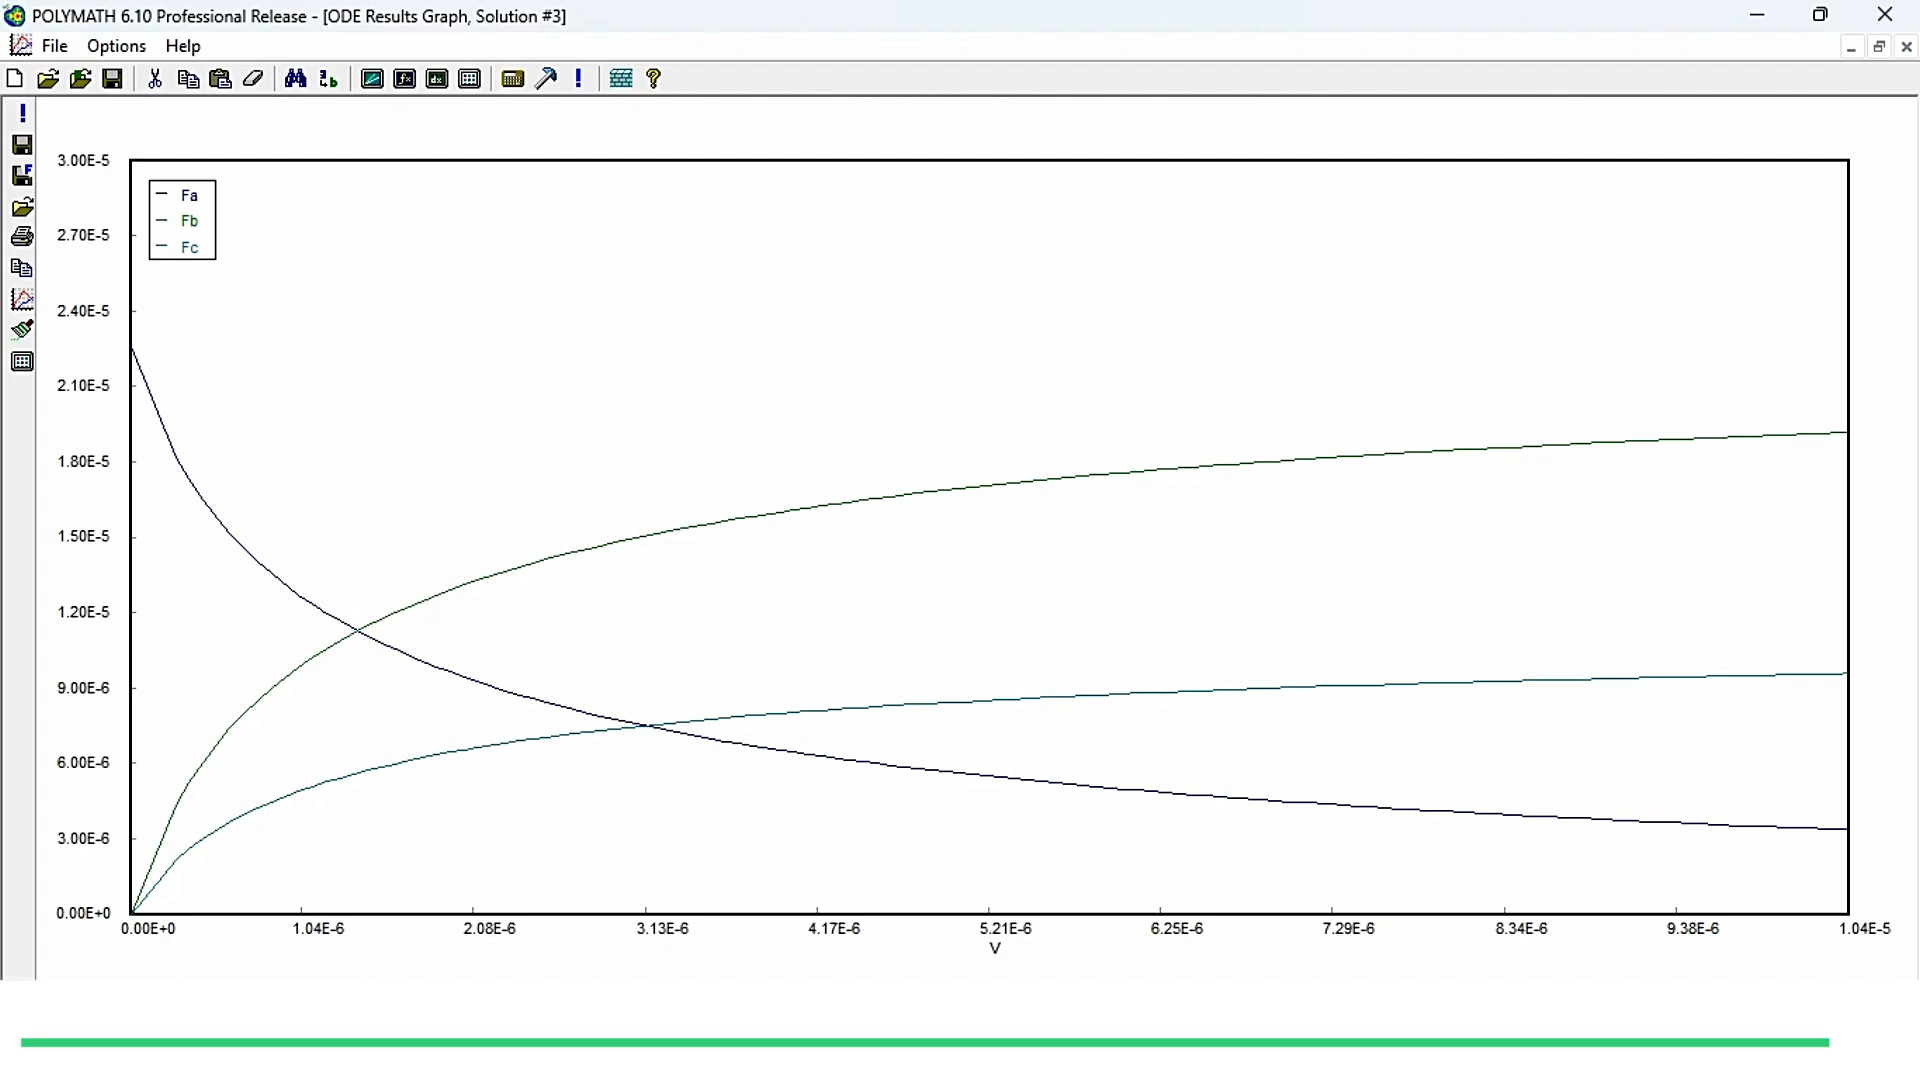 POLYMATH 6.10 Professional Release - [ODE Results Graph, Solution #3]
File Options Help
3.00E-5
Fa
Fb
Fc
2.70E-5
2.40E-5
2.10E-5
1.80E-5
1.50E-5
1.20E-5
9.00E-6
6.00E-6
3.00E-6
0.00E+0
0.00E+0 1.04E-6 2.08E-6 3.13E-6 4.17E-6 5.21E-6 6.25E-6 7.29E-6 8.34E-6 9.38E-6 1.04E-5
V